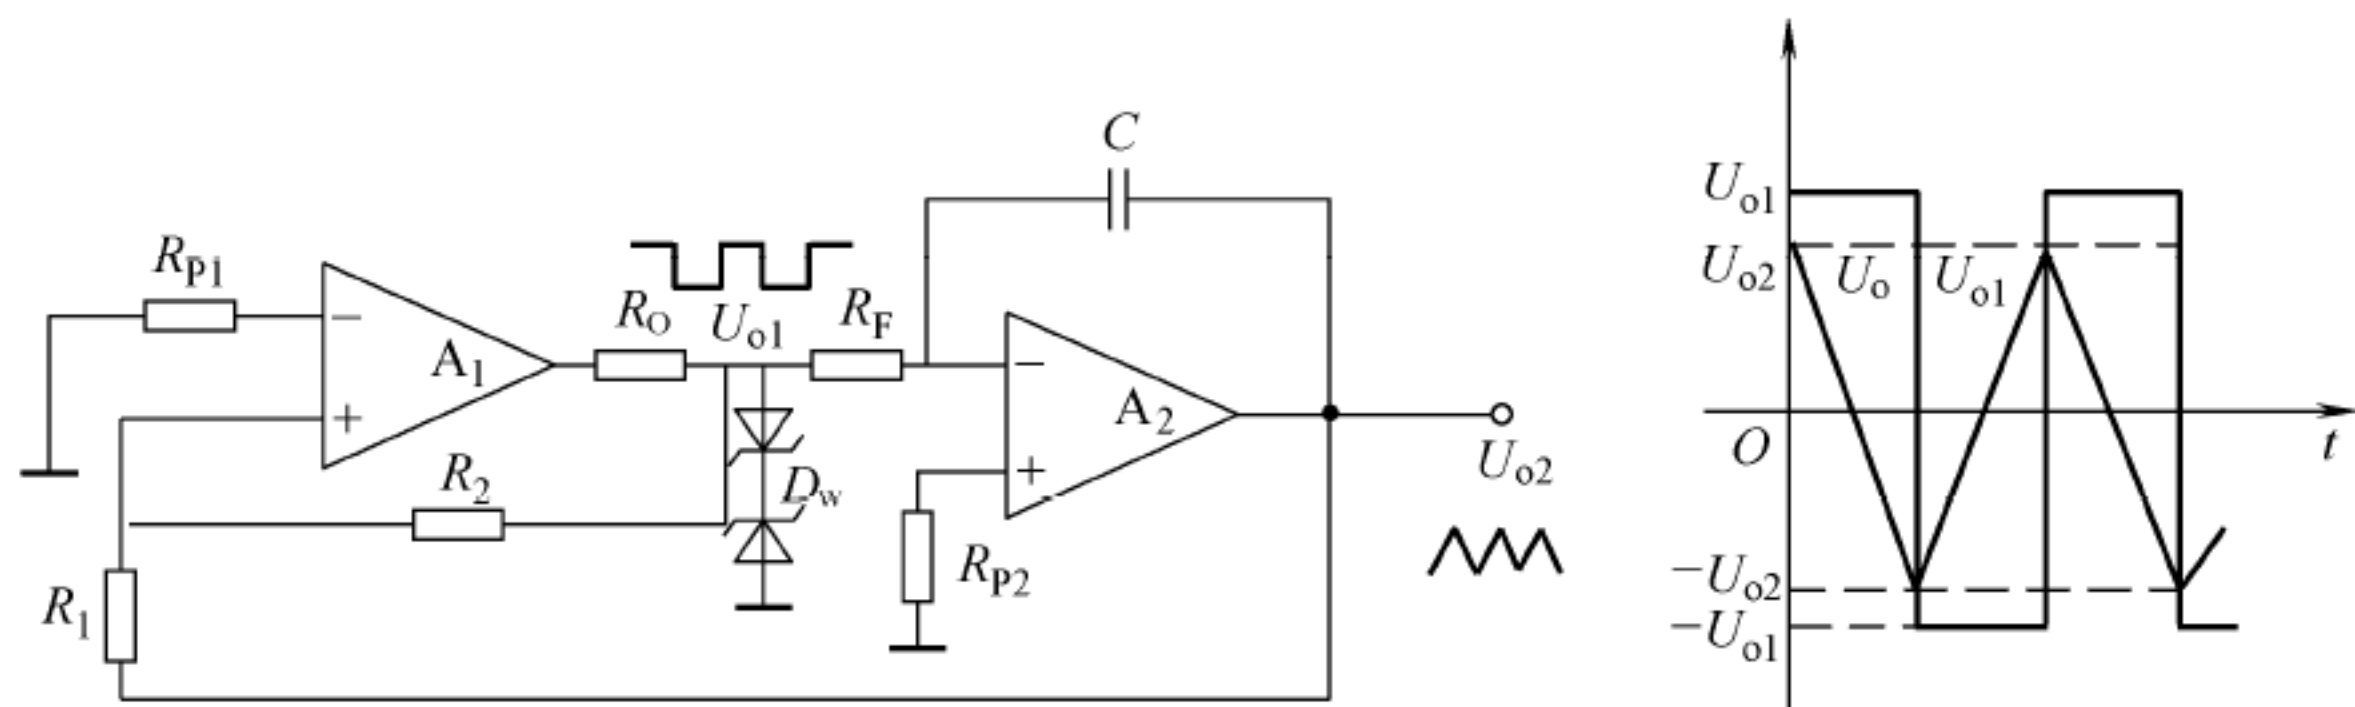 C
R_P1
−
A_1
+
R_O
U_o1
R_F
−
A_2
+
R_2
D_w
R_P2
R_1
U_o2
U_o1
U_o2
U_o
U_o1
O
t
−U_o2
−U_o1